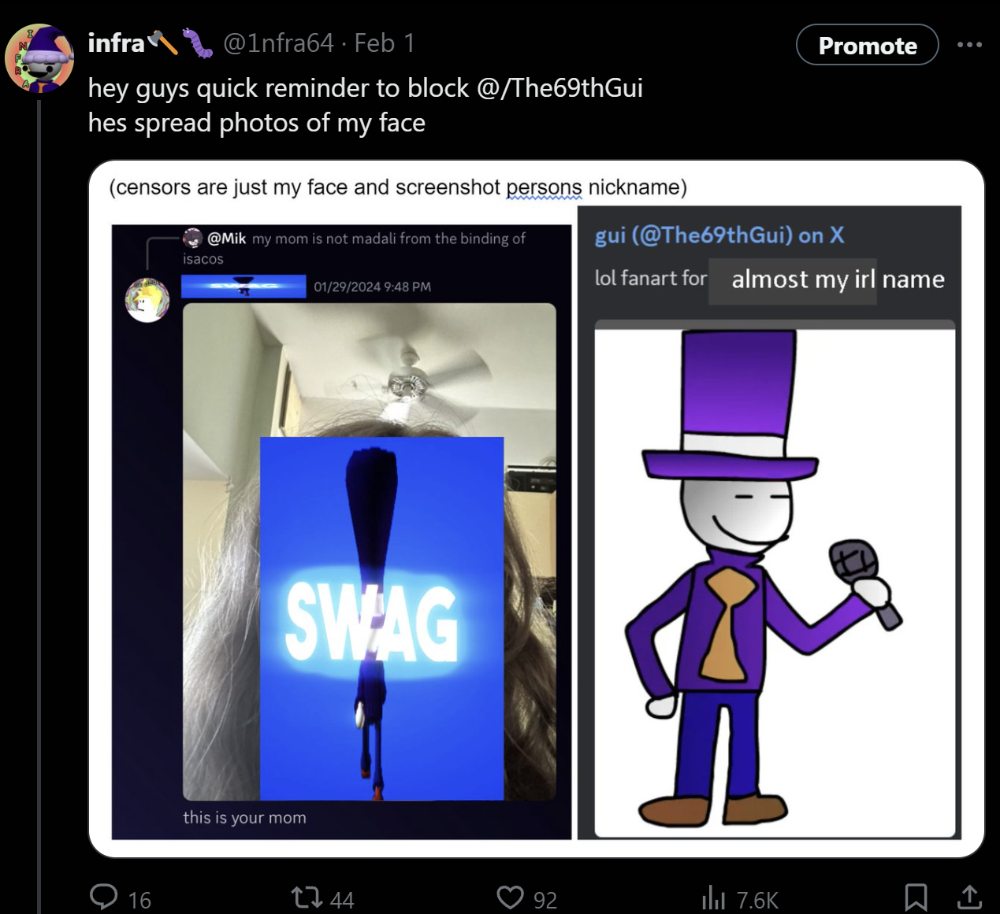 infra🪓🪱 @1nfra64 · Feb 1
Promote
hey guys quick reminder to block @/The69thGui
hes spread photos of my face
(censors are just my face and screenshot persons nickname)
@Mik my mom is not madali from the binding of
isacos
01/29/2024 9:48 PM
SWAG
this is your mom
gui (@The69thGui) on X
lol fanart for almost my irl name
16 44 92 7.6K